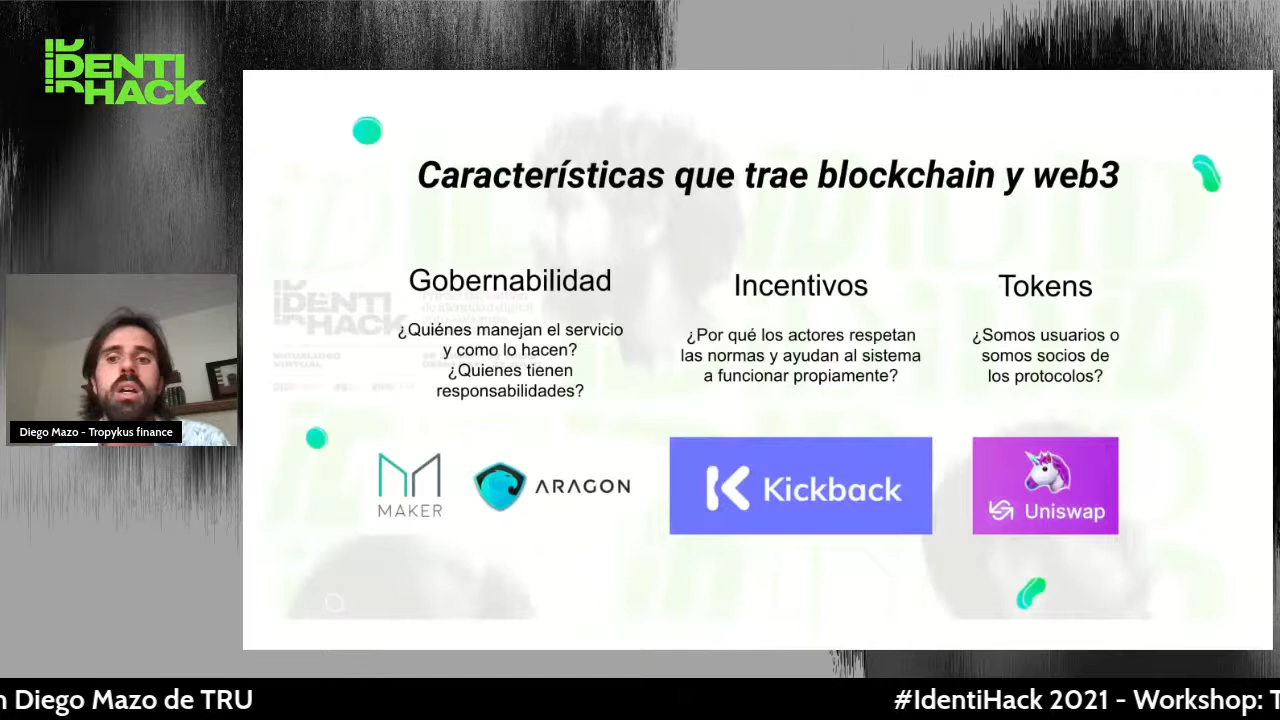 IDENTI
HACK
Características que trae blockchain y web3
Gobernabilidad
¿Quiénes manejan el servicio
y como lo hacen?
¿Quienes tienen
responsabilidades?
Incentivos
¿Por qué los actores respetan
las normas y ayudan al sistema
a funcionar propiamente?
Tokens
¿Somos usuarios o
somos socios de
los protocolos?
MAKER
ARAGON
Kickback
Uniswap
IDENTI
HACK
Diego Mazo - Tropykus finance
n Diego Mazo de TRU
#IdentiHack 2021 - Workshop: T